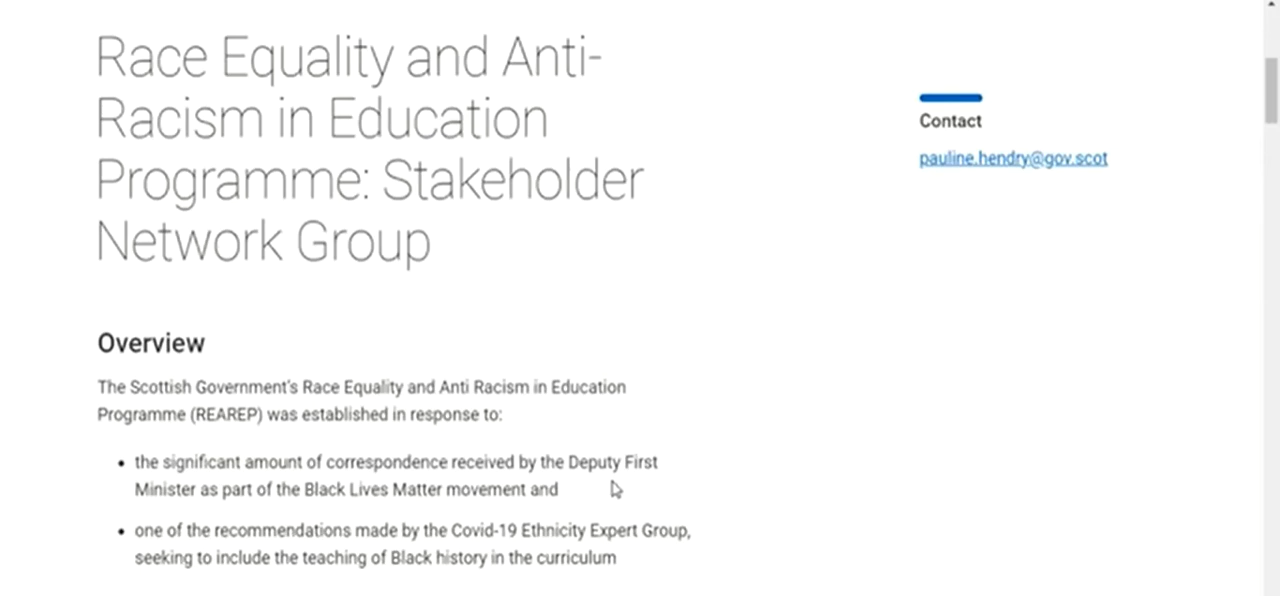 Race Equality and Anti-
Racism in Education
Programme: Stakeholder
Network Group
Contact
pauline.hendry@gov.scot
Overview
The Scottish Government's Race Equality and Anti Racism in Education
Programme (REAREP) was established in response to:
• the significant amount of correspondence received by the Deputy First
Minister as part of the Black Lives Matter movement and
• one of the recommendations made by the Covid-19 Ethnicity Expert Group,
seeking to include the teaching of Black history in the curriculum